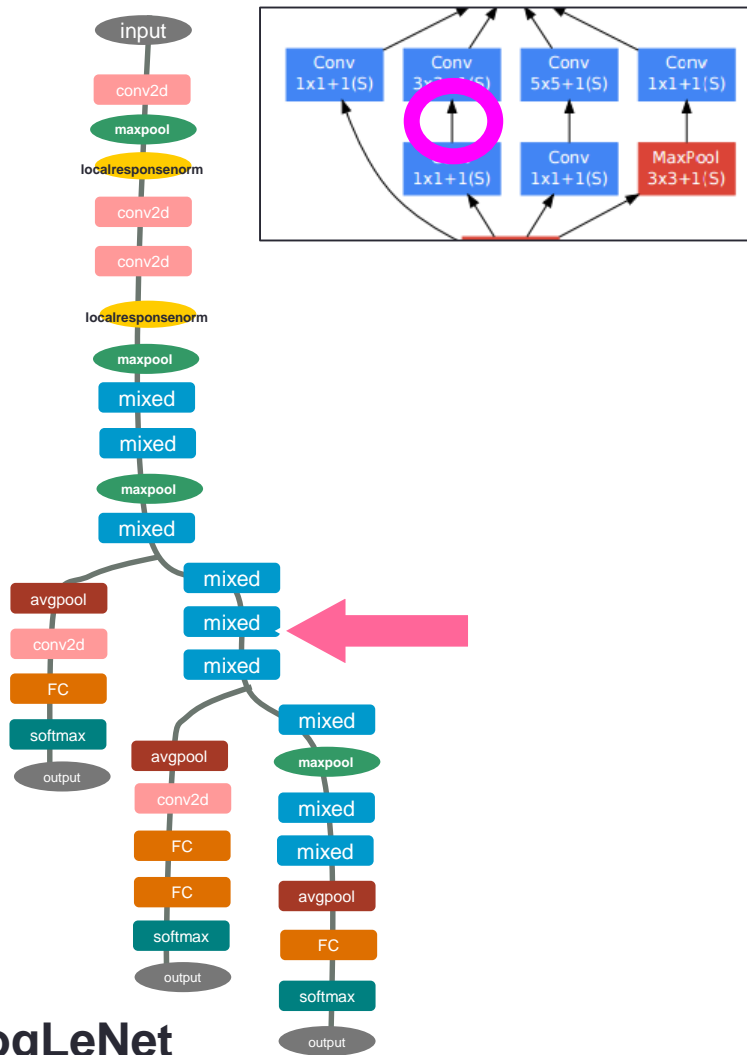 input
conv2d
maxpool
localresponsenorm
conv2d
conv2d
localresponsenorm
maxpool
mixed
mixed
maxpool
mixed
avgpool
conv2d
FC
softmax
output
mixed
mixed
mixed
avgpool
conv2d
FC
FC
softmax
output
mixed
maxpool
mixed
mixed
avgpool
FC
softmax
output
Conv
1x1+1(S)
Conv
Conv
5x5+1(S)
Conv
1x1+1(S)
1x1+1(S)
Conv
1x1+1(S)
MaxPool
3x3+1(S)
ogLeNet